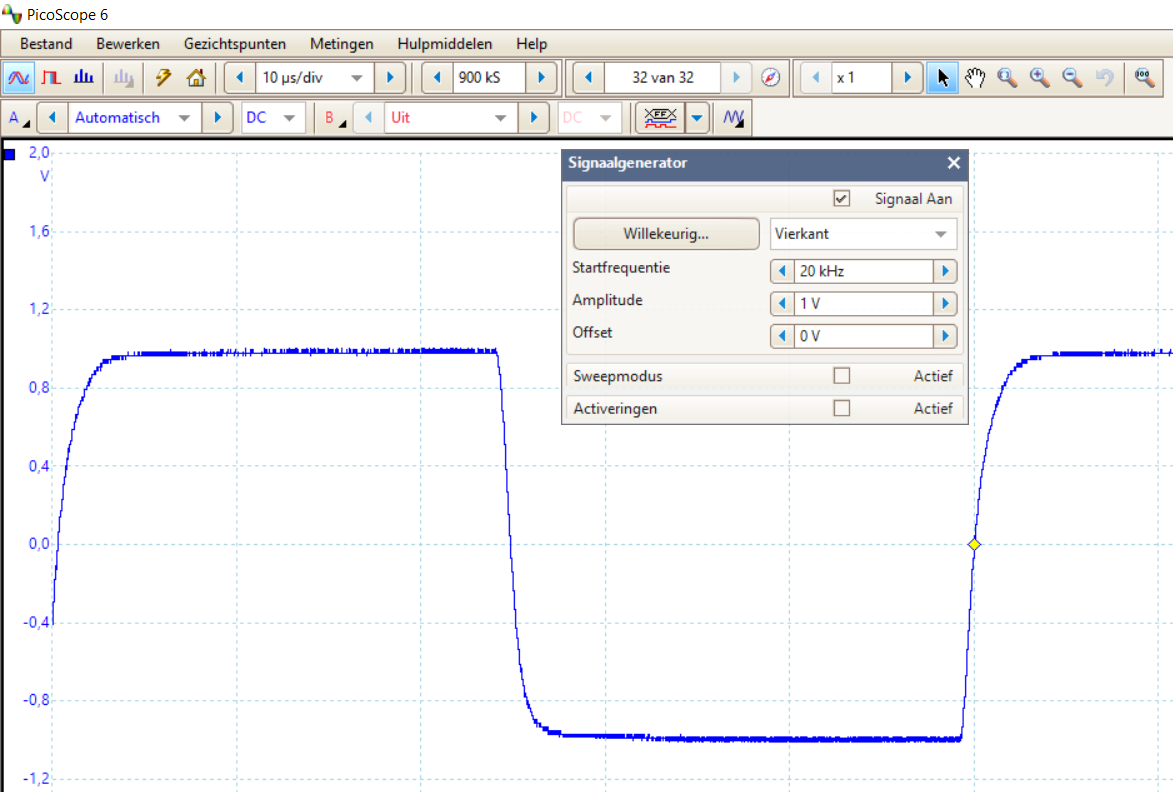 PicoScope 6
Bestand Bewerken Gezichtspunten Metingen Hulpmiddelen Help
10 µs/div 900 kS 32 van 32 x 1
A Automatisch DC B Uit DC
2,0
V
1,6
1,2
0,8
0,4
0,0
-0,4
-0,8
-1,2
Signaalgenerator
Signaal Aan
Willekeurig... Vierkant
Startfrequentie 20 kHz
Amplitude 1 V
Offset 0 V
Sweepmodus Actief
Activeringen Actief